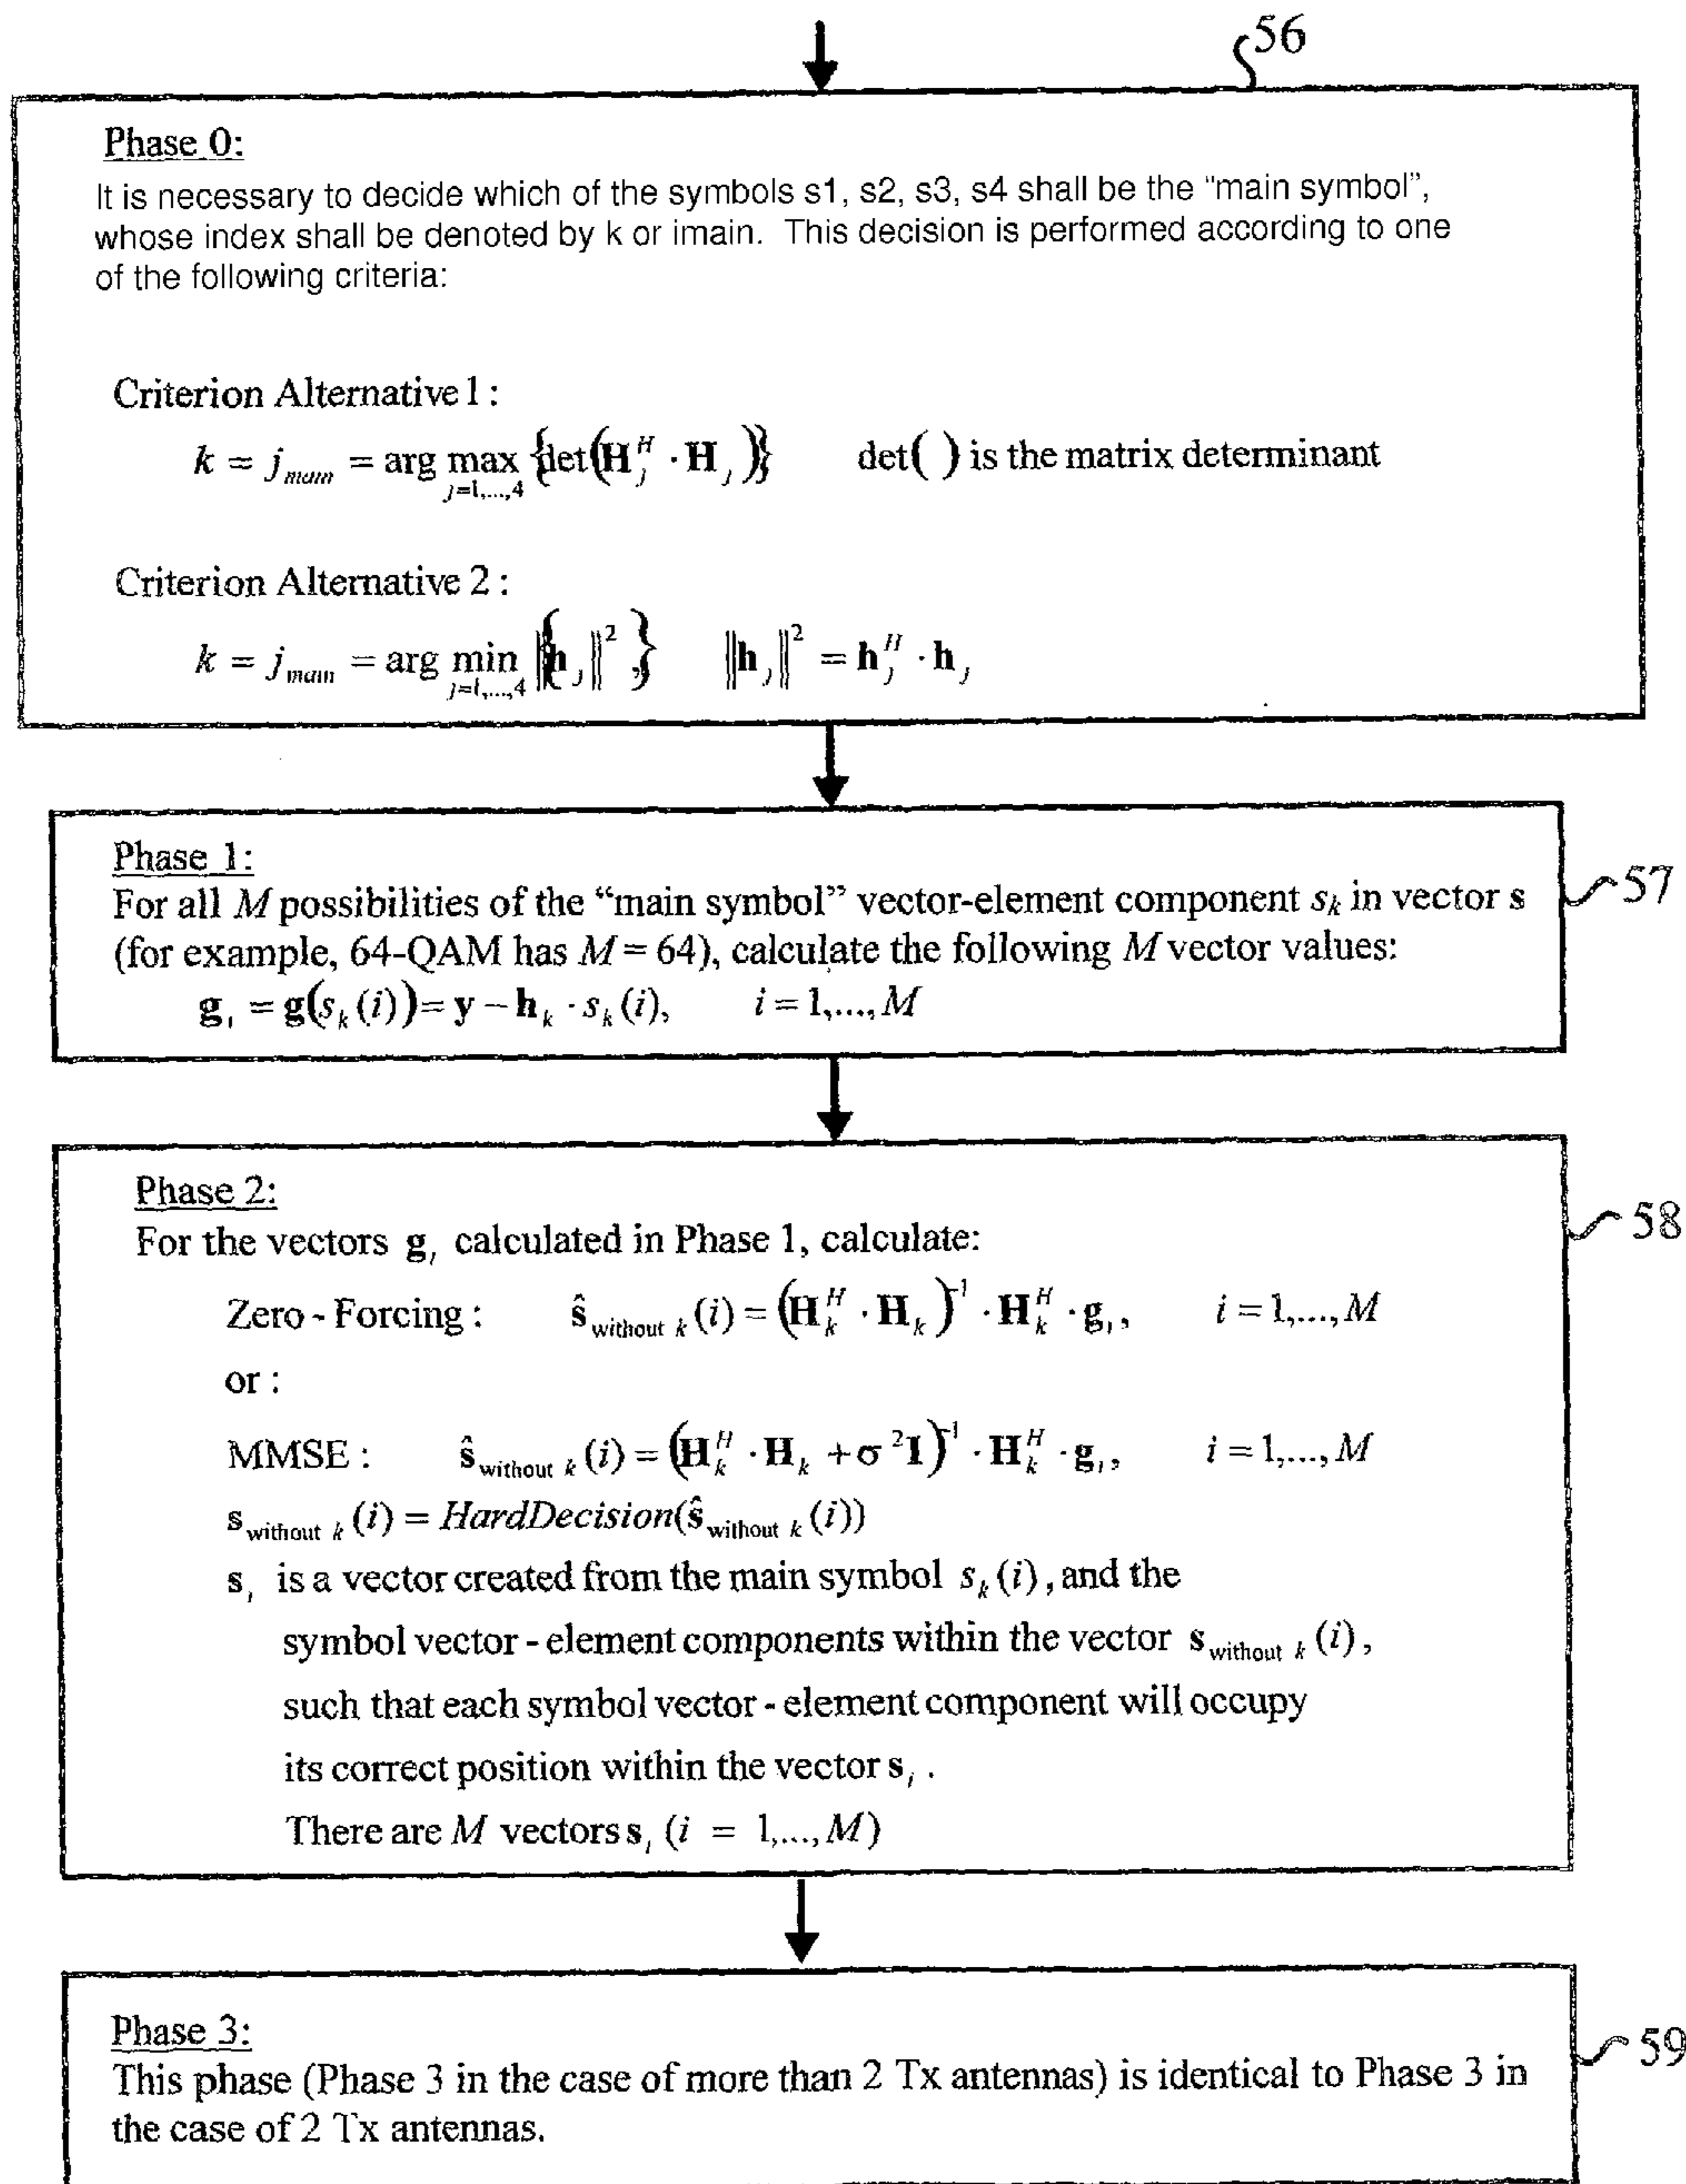 56
Phase 0:
It is necessary to decide which of the symbols s1, s2, s3, s4 shall be the “main symbol”,
whose index shall be denoted by k or imain. This decision is performed according to one
of the following criteria:
Criterion Alternative 1 :
k = j_main = arg max_{j=1,...,4} {det(H_j^H · H_j)} det( ) is the matrix determinant
Criterion Alternative 2 :
k = j_main = arg min_{j=1,...,4} {‖h_j‖²} ‖h_j‖² = h_j^H · h_j
Phase 1:
57
For all M possibilities of the “main symbol” vector-element component s_k in vector s
(for example, 64-QAM has M = 64), calculate the following M vector values:
g_i = g(s_k(i)) = y − h_k · s_k(i), i = 1,..., M
Phase 2:
58
For the vectors g_i calculated in Phase 1, calculate:
Zero - Forcing : ŝ_without k (i) = (H_k^H · H_k)^-1 · H_k^H · g_i, i = 1,..., M
or :
MMSE : ŝ_without k (i) = (H_k^H · H_k + σ²I)^-1 · H_k^H · g_i, i = 1,..., M
s_without k (i) = HardDecision(ŝ_without k (i))
s_i is a vector created from the main symbol s_k(i), and the
symbol vector - element components within the vector s_without k (i),
such that each symbol vector - element component will occupy
its correct position within the vector s_i .
There are M vectors s_i (i = 1,..., M)
Phase 3:
59
This phase (Phase 3 in the case of more than 2 Tx antennas) is identical to Phase 3 in
the case of 2 Tx antennas.